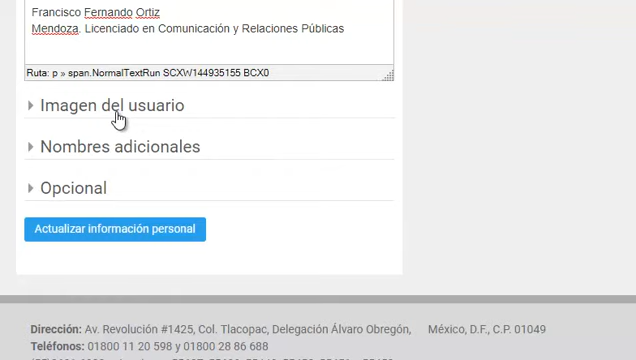 Francisco Fernando Ortiz
Mendoza. Licenciado en Comunicación y Relaciones Públicas
Ruta: p » span.NormalTextRun SCXW144935155 BCX0
Imagen del usuario
Nombres adicionales
Opcional
Actualizar información personal
Dirección: Av. Revolución #1425, Col. Tlacopac, Delegación Álvaro Obregón, México, D.F., C.P. 01049
Teléfonos: 01800 11 20 598 y 01800 28 86 688